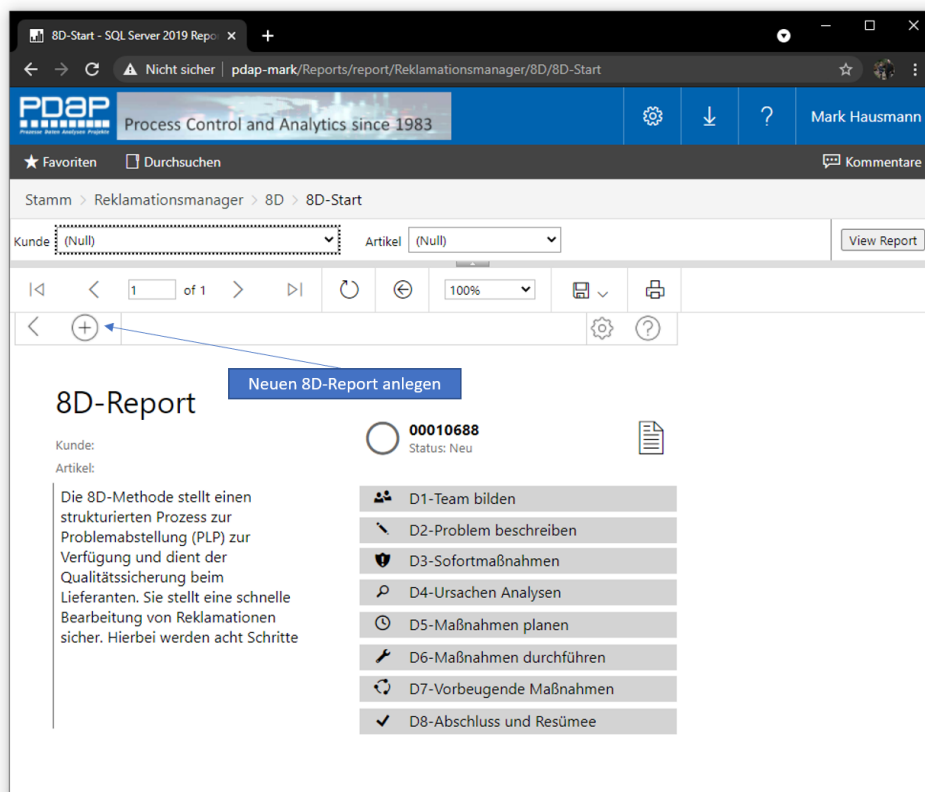 8D-Start - SQL Server 2019 Repo
Nicht sicher | pdap-mark/Reports/report/Reklamationsmanager/8D/8D-Start
PDAP
Prozesse Daten Analysen Projekte
Process Control and Analytics since 1983
?
Mark Hausmann
Favoriten
Durchsuchen
Kommentare
Stamm > Reklamationsmanager > 8D > 8D-Start
Kunde (Null)
Artikel (Null)
View Report
1 of 1
100%
?
Neuen 8D-Report anlegen
8D-Report
00010688
Status: Neu
Kunde:
Artikel:
Die 8D-Methode stellt einen
strukturierten Prozess zur
Problemabstellung (PLP) zur
Verfügung und dient der
Qualitätssicherung beim
Lieferanten. Sie stellt eine schnelle
Bearbeitung von Reklamationen
sicher. Hierbei werden acht Schritte
D1-Team bilden
D2-Problem beschreiben
D3-Sofortmaßnahmen
D4-Ursachen Analysen
D5-Maßnahmen planen
D6-Maßnahmen durchführen
D7-Vorbeugende Maßnahmen
D8-Abschluss und Resümee